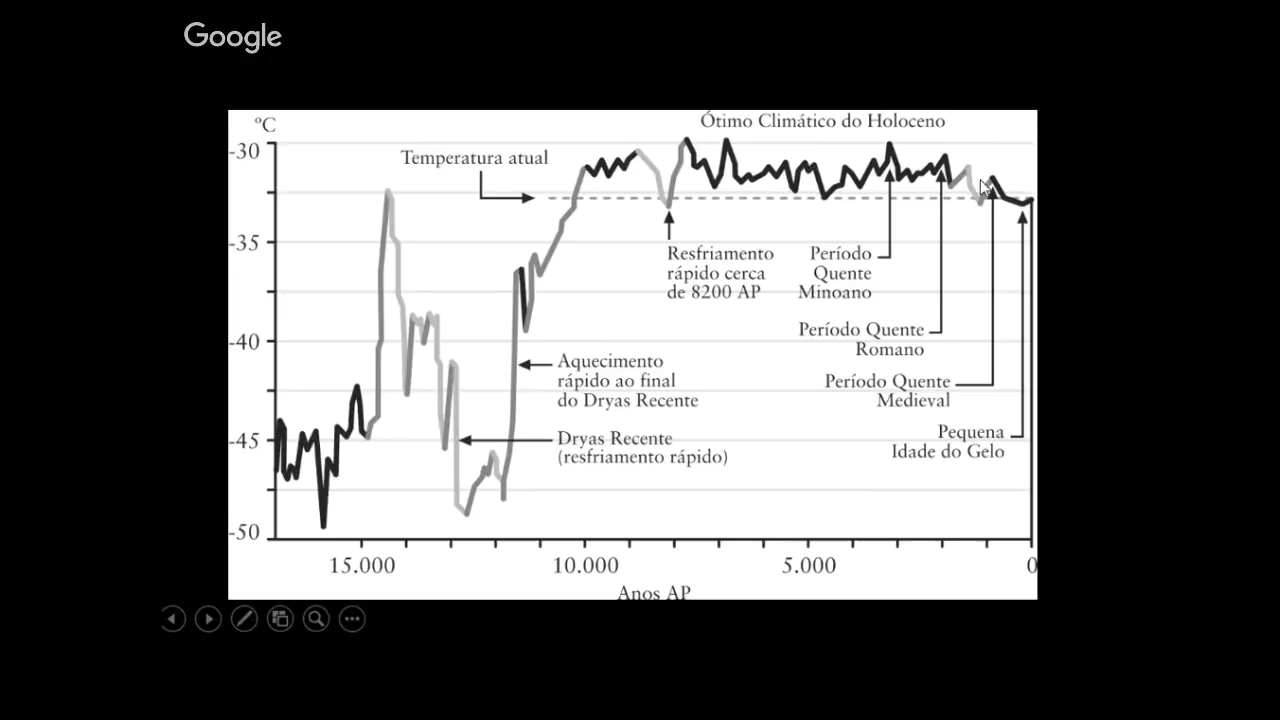 Google
Ótimo Climático do Holoceno
ºC
-30
-35
-40
-45
-50
Temperatura atual
Resfriamento
rápido cerca
de 8200 AP
Período
Quente
Minoano
Período Quente
Romano
Período Quente
Medieval
Pequena
Idade do Gelo
Aquecimento
rápido ao final
do Dryas Recente
Dryas Recente
(resfriamento rápido)
15.000 10.000 5.000 0
Anos AP